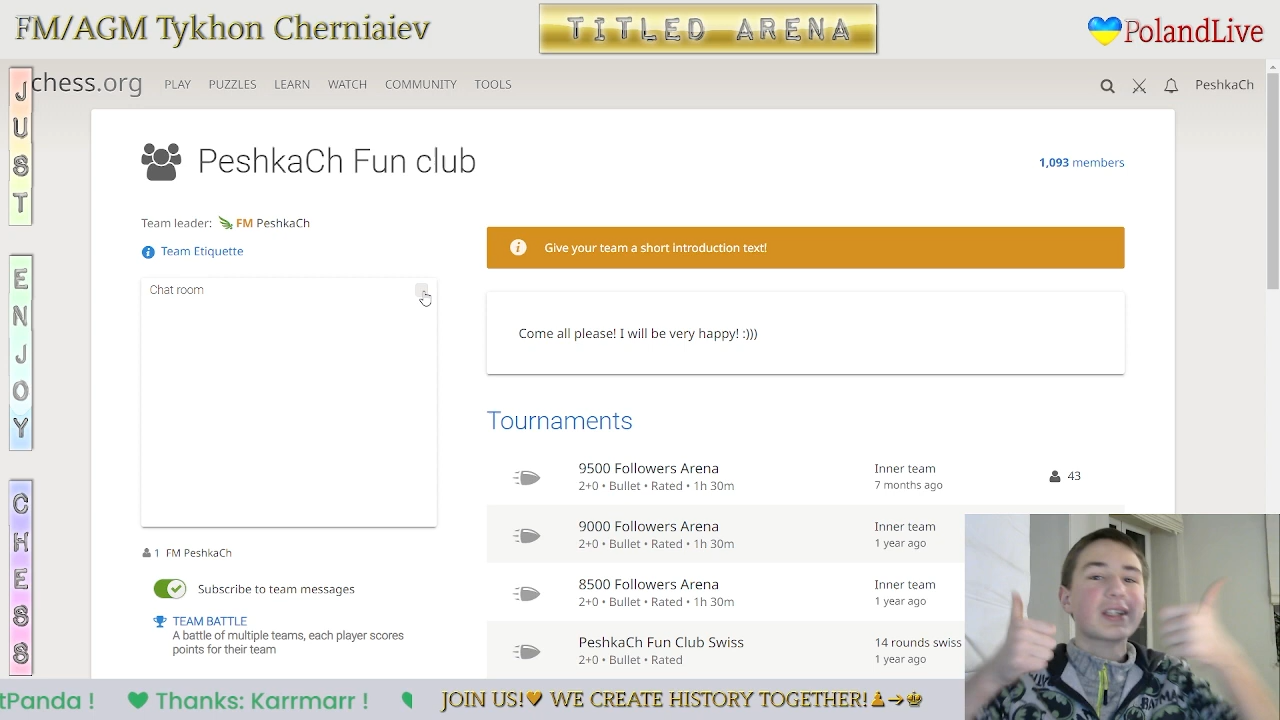 FM/AGM Tykhon Cherniaiev
TITLED ARENA
PolandLive
JUST
ENJOY
CHESS
chess.org
PLAY PUZZLES LEARN WATCH COMMUNITY TOOLS
PeshkaCh
PeshkaCh Fun club
1,093 members
Team leader: FM PeshkaCh
Team Etiquette
Give your team a short introduction text!
Chat room
Come all please! I will be very happy! :)))
Tournaments
9500 Followers Arena
2+0 • Bullet • Rated • 1h 30m
Inner team
7 months ago
43
9000 Followers Arena
2+0 • Bullet • Rated • 1h 30m
Inner team
1 year ago
8500 Followers Arena
2+0 • Bullet • Rated • 1h 30m
Inner team
1 year ago
PeshkaCh Fun Club Swiss
2+0 • Bullet • Rated
14 rounds swiss
1 year ago
1 FM PeshkaCh
Subscribe to team messages
TEAM BATTLE
A battle of multiple teams, each player scores
points for their team
tPanda ! Thanks: Karrmarr !
JOIN US! WE CREATE HISTORY TOGETHER!